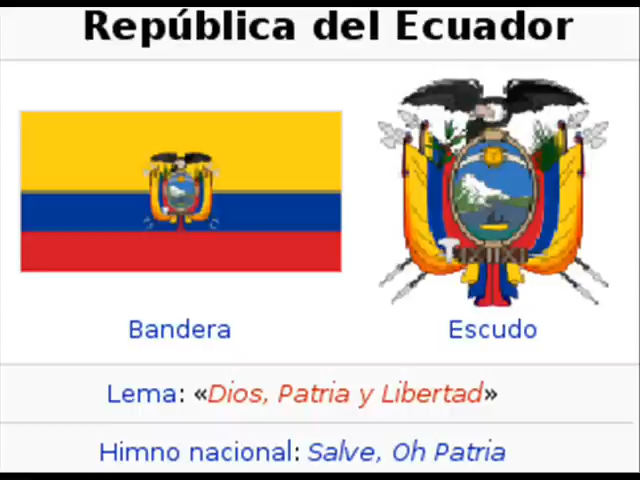 República del Ecuador
Bandera
Escudo
Lema: «Dios, Patria y Libertad»
Himno nacional: Salve, Oh Patria